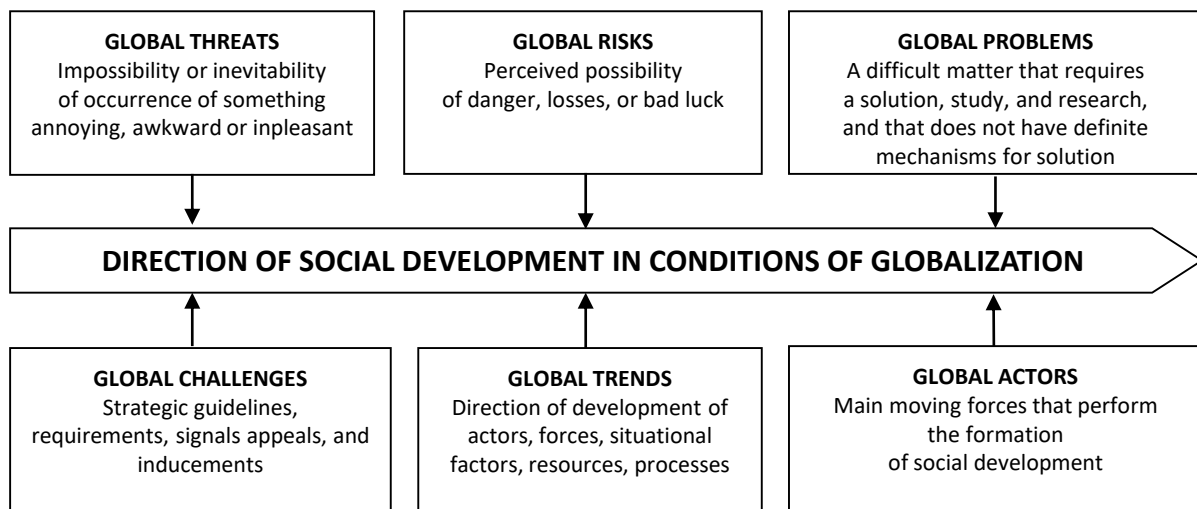 GLOBAL THREATS
Impossibility or inevitability
of occurrence of something
annoying, awkward or inpleasant
GLOBAL RISKS
Perceived possibility
of danger, losses, or bad luck
GLOBAL PROBLEMS
A difficult matter that requires
a solution, study, and research,
and that does not have definite
mechanisms for solution
DIRECTION OF SOCIAL DEVELOPMENT IN CONDITIONS OF GLOBALIZATION
GLOBAL CHALLENGES
Strategic guidelines,
requirements, signals appeals, and
inducements
GLOBAL TRENDS
Direction of development of
actors, forces, situational
factors, resources, processes
GLOBAL ACTORS
Main moving forces that perform
the formation
of social development